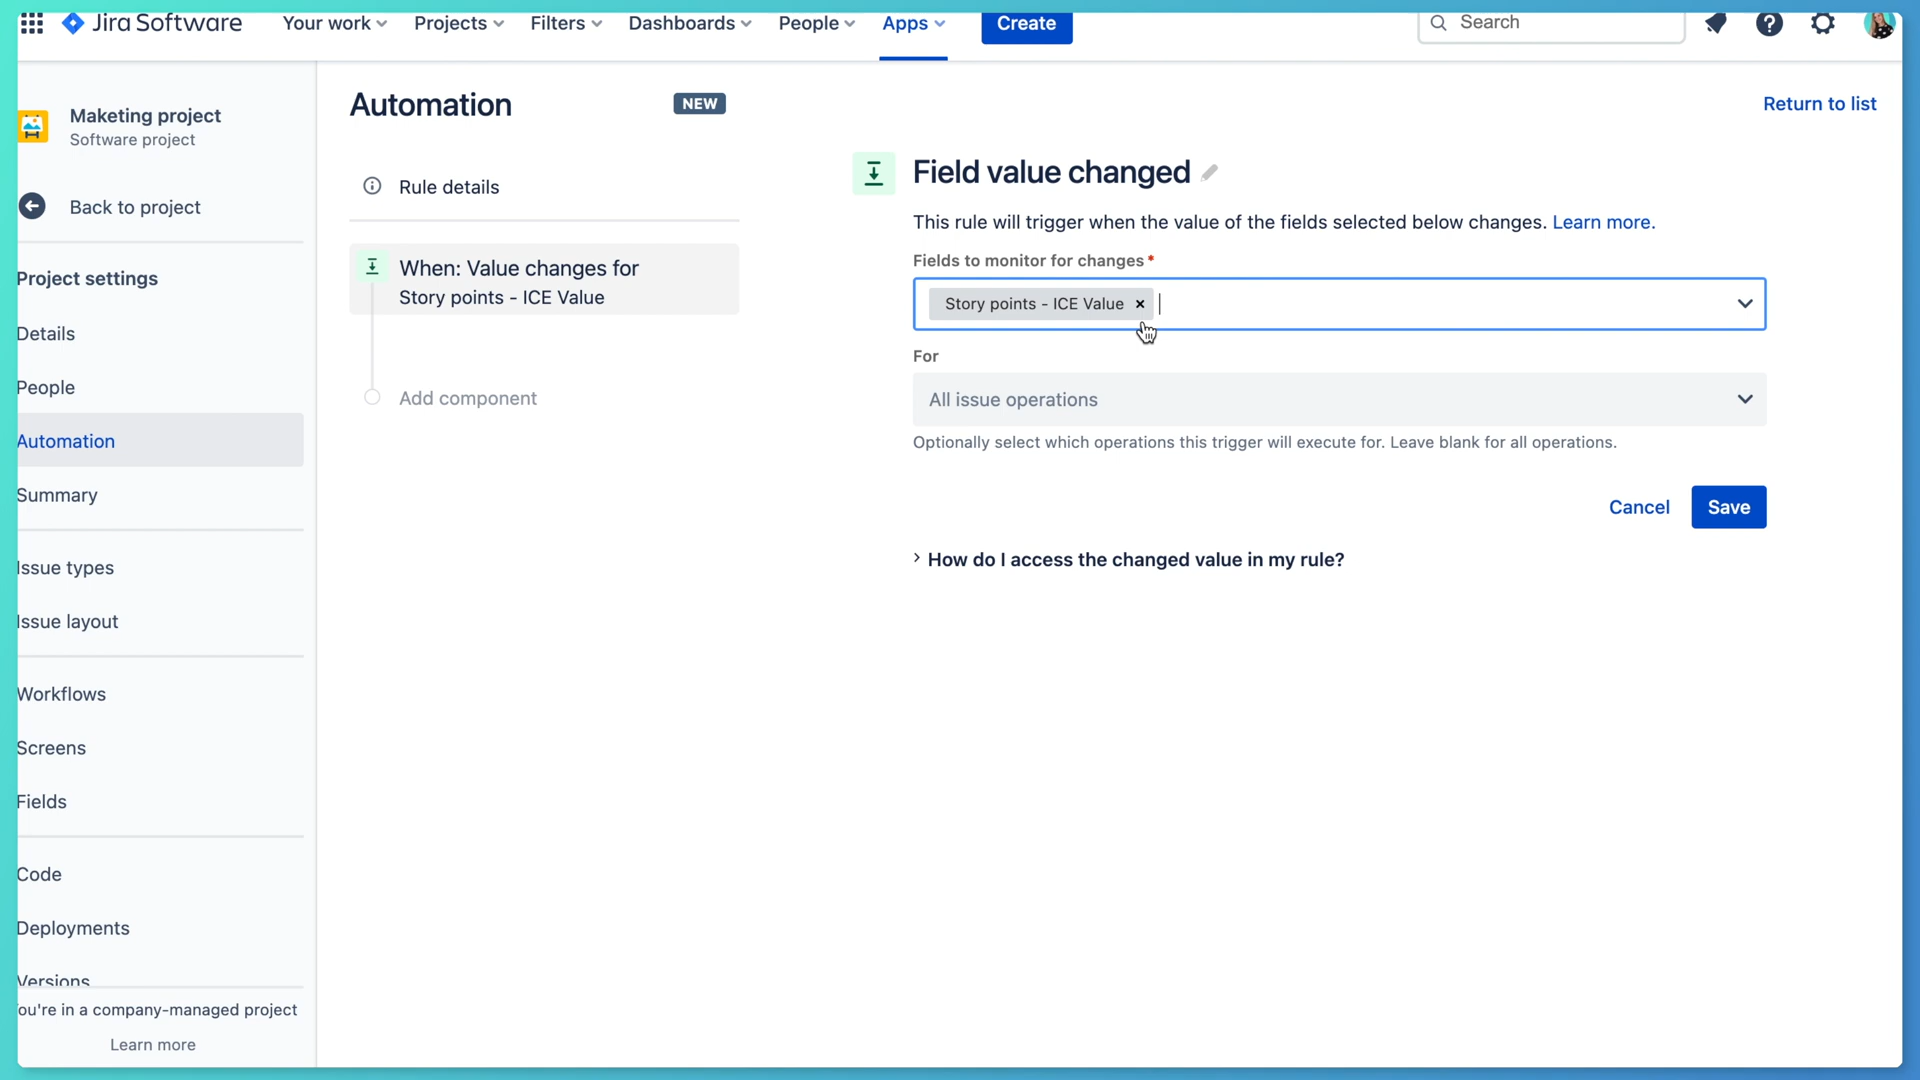 Jira Software
Your work
Projects
Filters
Dashboards
People
Apps
Create
Search
Maketing project
Software project
Back to project
Project settings
Details
People
Automation
Summary
Issue types
Issue layout
Workflows
Screens
Fields
Code
Deployments
Versions
ou're in a company-managed project
Learn more
Automation
NEW
Return to list
Rule details
When: Value changes for
Story points - ICE Value
Add component
Field value changed
This rule will trigger when the value of the fields selected below changes. Learn more.
Fields to monitor for changes*
Story points - ICE Value
For
All issue operations
Optionally select which operations this trigger will execute for. Leave blank for all operations.
Cancel
Save
How do I access the changed value in my rule?